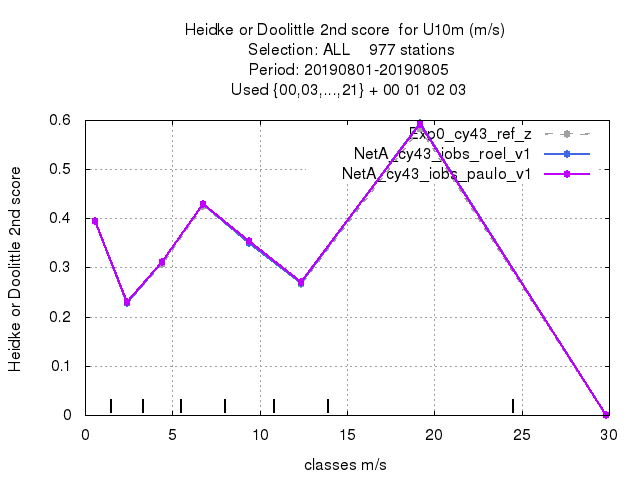 Heidke or Doolittle 2nd score  for U10m (m/s)
Selection: ALL    977 stations
Period: 20190801-20190805
Used {00,03,...,21} + 00 01 02 03
Heidke or Doolittle 2nd score
0.6
0.5
0.4
0.3
0.2
0.1
0
Exp0_cy43_ref_z
NetA_cy43_iobs_roel_v1
NetA_cy43_iobs_paulo_v1
0 5 10 15 20 25 30
classes m/s